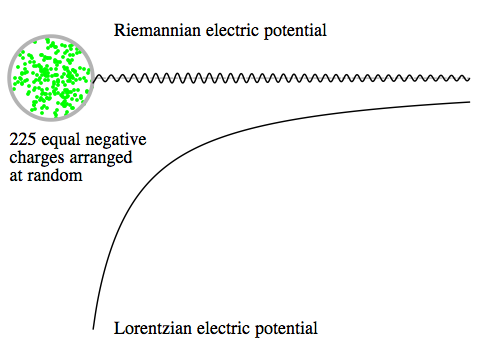 Riemannian electric potential
225 equal negative
charges arranged
at random
Lorentzian electric potential